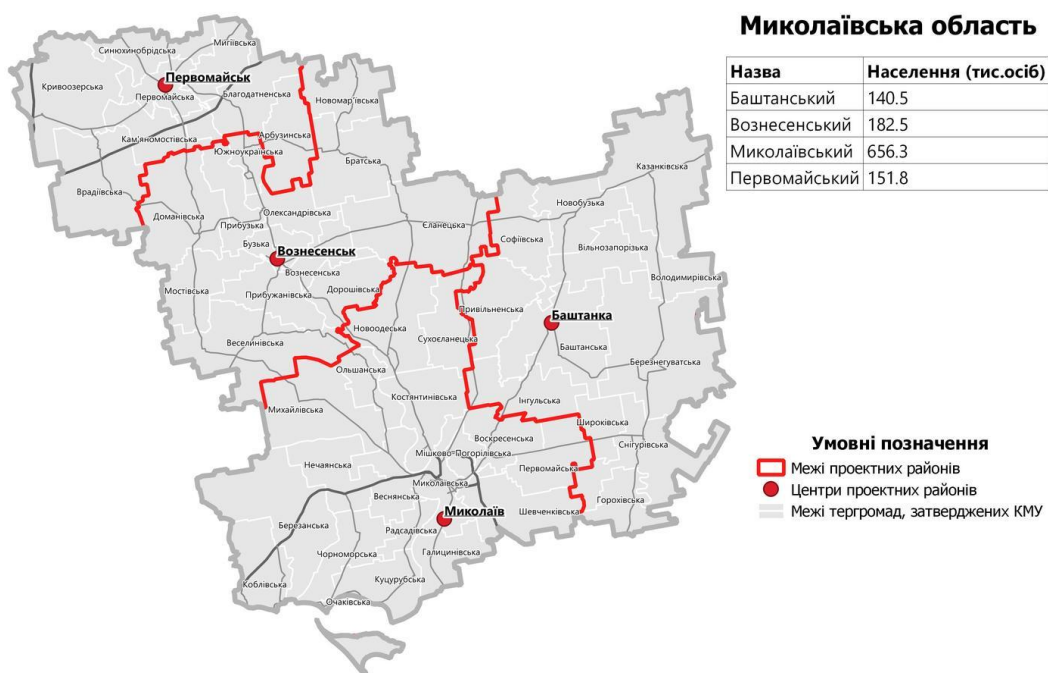 Миколаївська область
Назва Населення (тис.осіб)
Баштанський 140.5
Вознесенський 182.5
Миколаївський 656.3
Первомайський 151.8
Мигіївська
Синюхинобрідська
Первомайськ
Кривоозерська
Первомайська
Благодатненська
Новомар'ївська
Кам'яномостівська
Арбузинська
Южноукраїнська
Братська
Врадіївська
Доманівська
Прибузька
Олександрівська
Бузька
Вознесенськ
Вознесенська
Єланецька
Мостівська
Прибужанівська
Дорошівська
Казанківська
Новобузька
Софіївська
Вільнозапорізька
Володимирівська
Привільненська
Баштанка
Новоодеська
Сухоєланецька
Баштанська
Веселинівська
Березнегуватська
Ольшанська
Костянтинівська
Інгульська
Михайлівська
Широківська
Воскресенська
Снігурівська
Мішково-Погорілівська
Нечаянська
Первомайська
Миколаївська
Веснянська
Горохівська
Миколаїв
Шевченківська
Березанська
Радсадівська
Галицинівська
Чорноморська
Куцурубська
Коблівська
Очаківська
Умовні позначення
Межі проектних районів
Центри проектних районів
Межі тергромад, затверджених КМУ